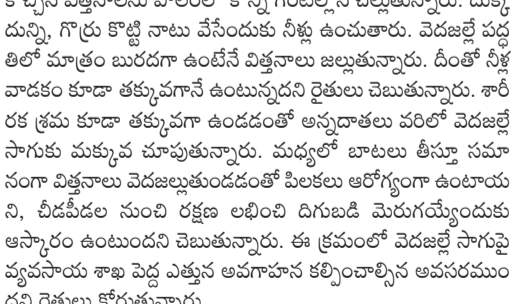 కొచ్చిన విత్తనాలను పొలంలో కొన్ని గంటల్లోనే చల్లుతున్నారు. దుక్కి
దున్ని, గొర్రు కొట్టి నాటు వేసేందుకు నీళ్లు ఉంచుతారు. వెదజల్లే పద్ధ
తిలో మాత్రం బురదగా ఉంటేనే విత్తనాలు జల్లుతున్నారు. దీంతో నీళ్ల
వాడకం కూడా తక్కువగానే ఉంటున్నదని రైతులు చెబుతున్నారు. శారీ
రక శ్రమ కూడా తక్కువగా ఉండడంతో అన్నదాతలు వరిలో వెదజల్లే
సాగుకు మక్కువ చూపుతున్నారు. మధ్యలో బాటలు తీస్తూ సమా
నంగా విత్తనాలు వెదజల్లుతుండడంతో పిలకలు ఆరోగ్యంగా ఉంటాయ
ని, చీడపీడల నుంచి రక్షణ లభించి దిగుబడి మెరుగయ్యేందుకు
ఆస్కారం ఉంటుందని చెబుతున్నారు. ఈ క్రమంలో వెదజల్లే సాగుపై
వ్యవసాయ శాఖ పెద్ద ఎత్తున అవగాహన కల్పించాల్సిన అవసరముం
దని రైతులు కోరుతున్నారు.